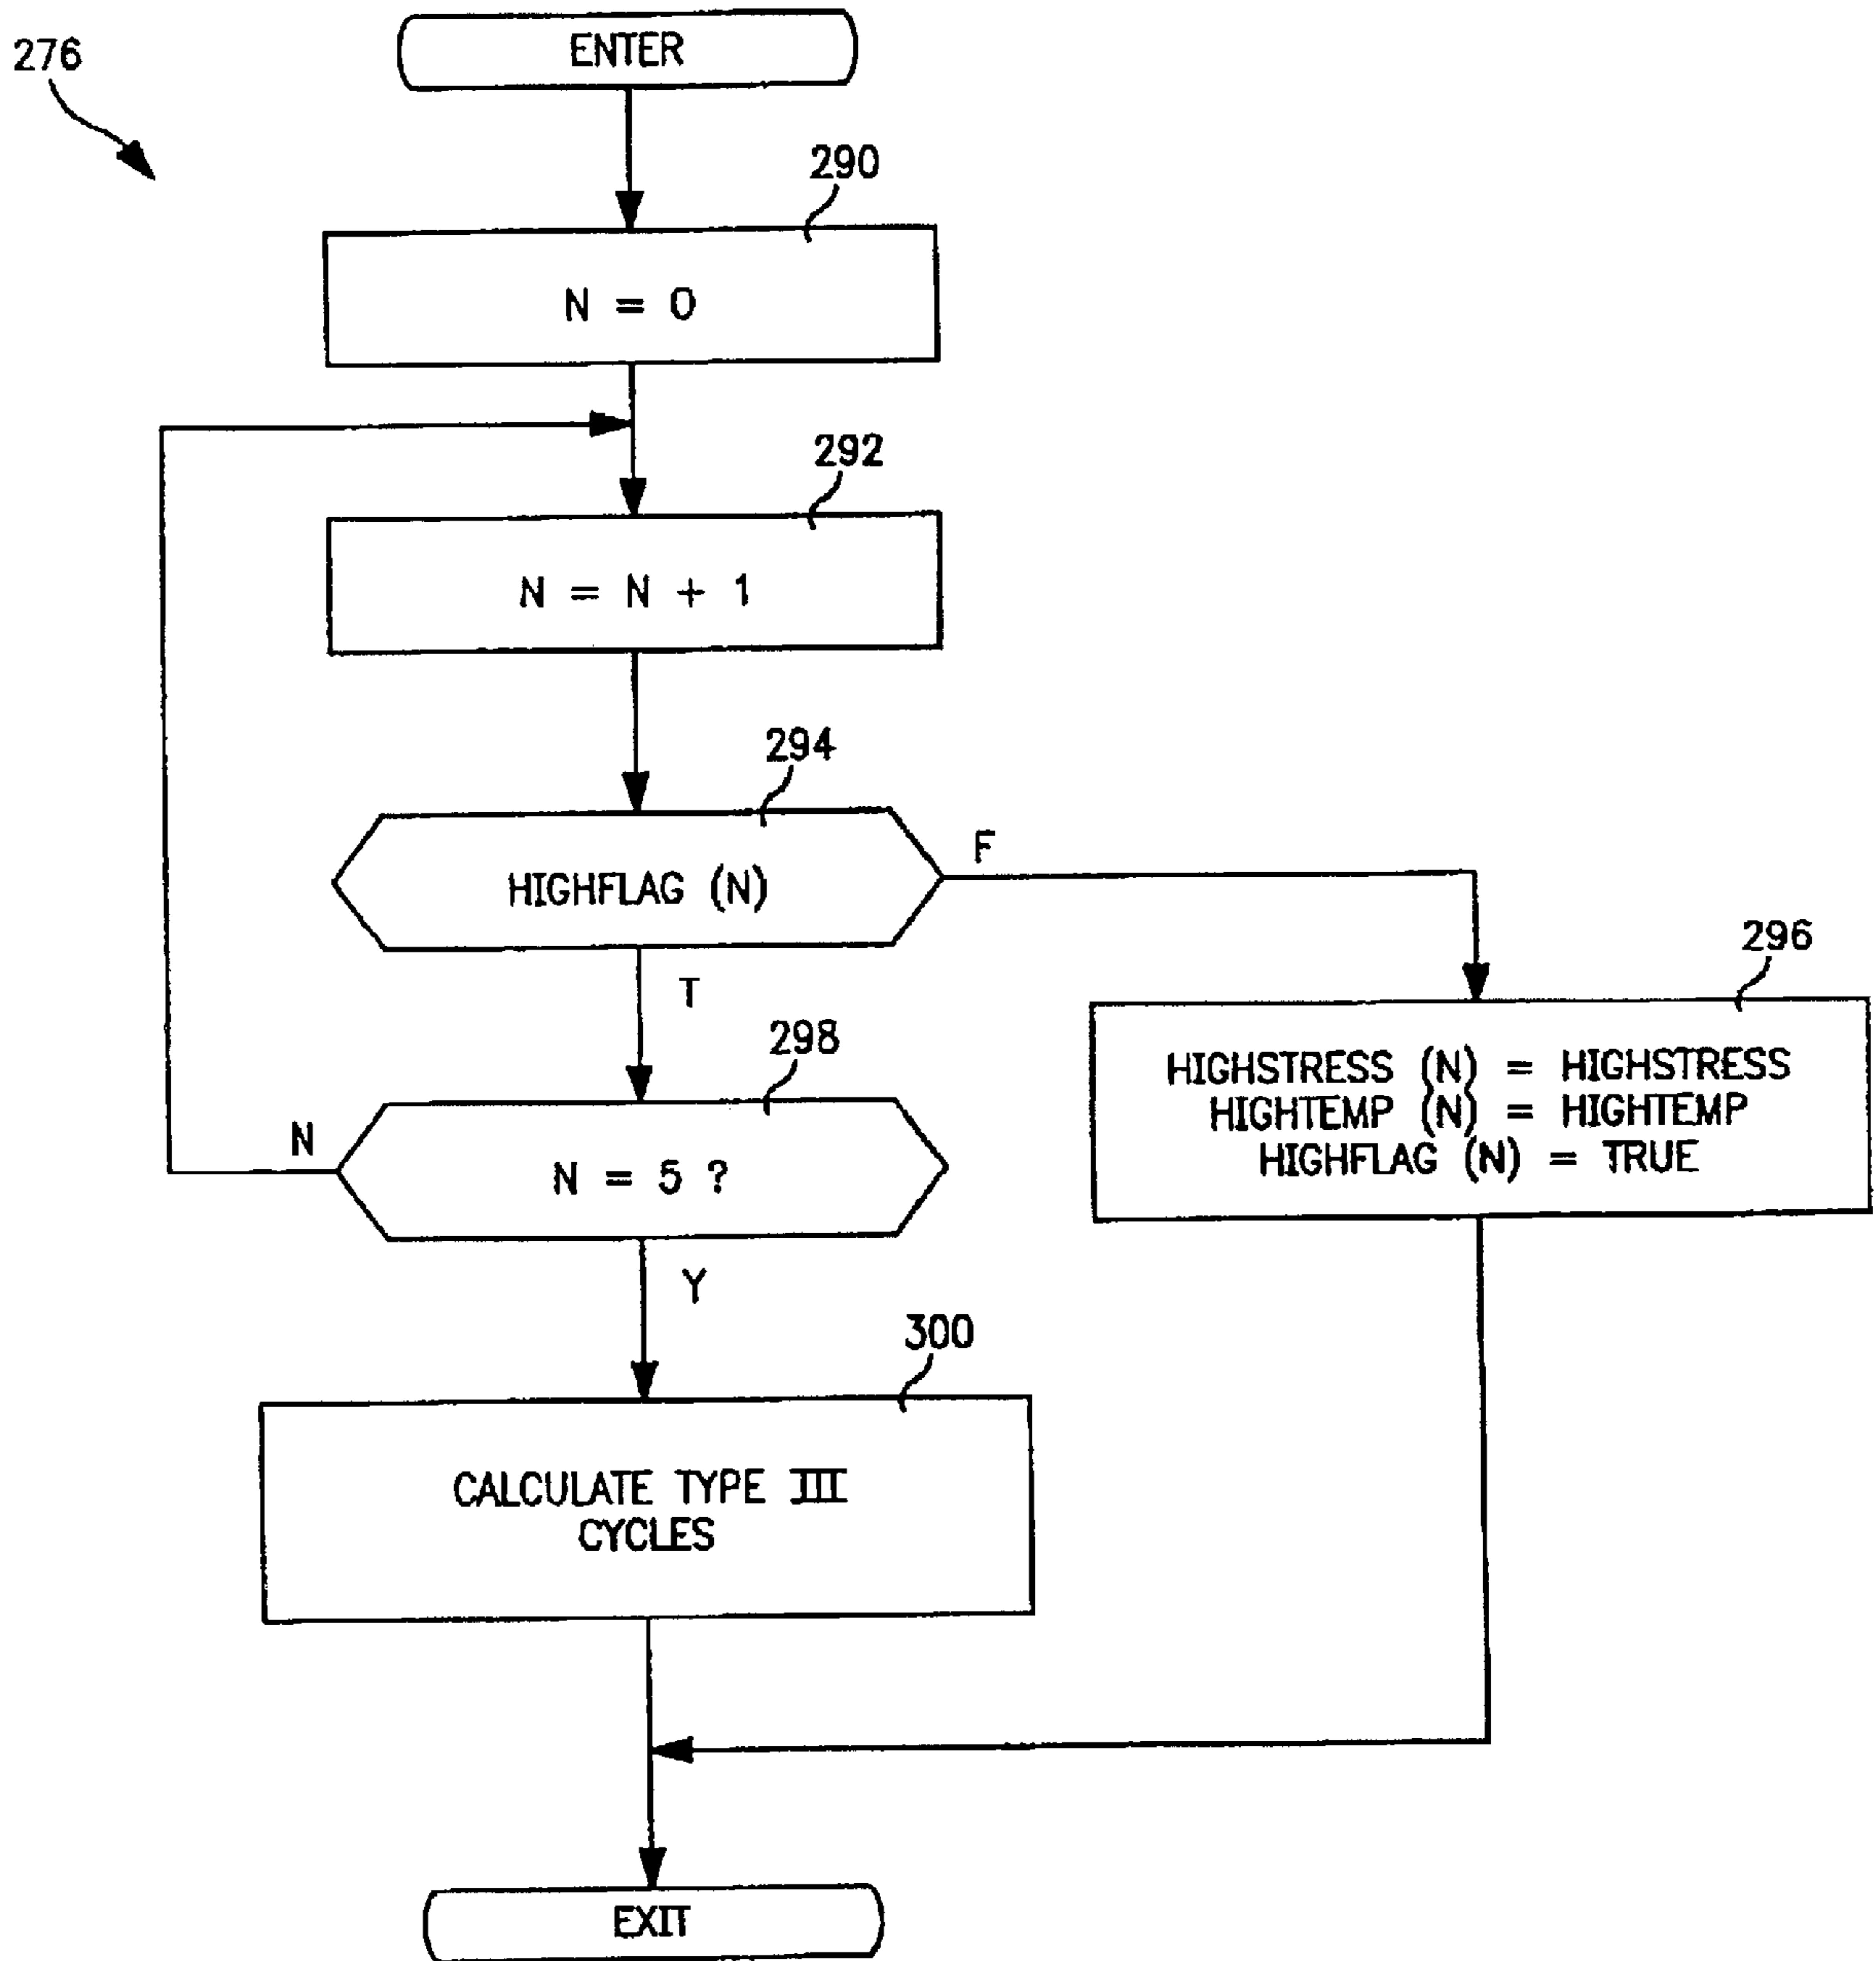 276
ENTER
290
N = 0
292
N = N + 1
294
HIGHFLAG (N)
F
T
296
HIGHSTRESS (N) = HIGHSTRESS
HIGHTEMP (N) = HIGHTEMP
HIGHFLAG (N) = TRUE
298
N
N = 5 ?
Y
300
CALCULATE TYPE III
CYCLES
EXIT